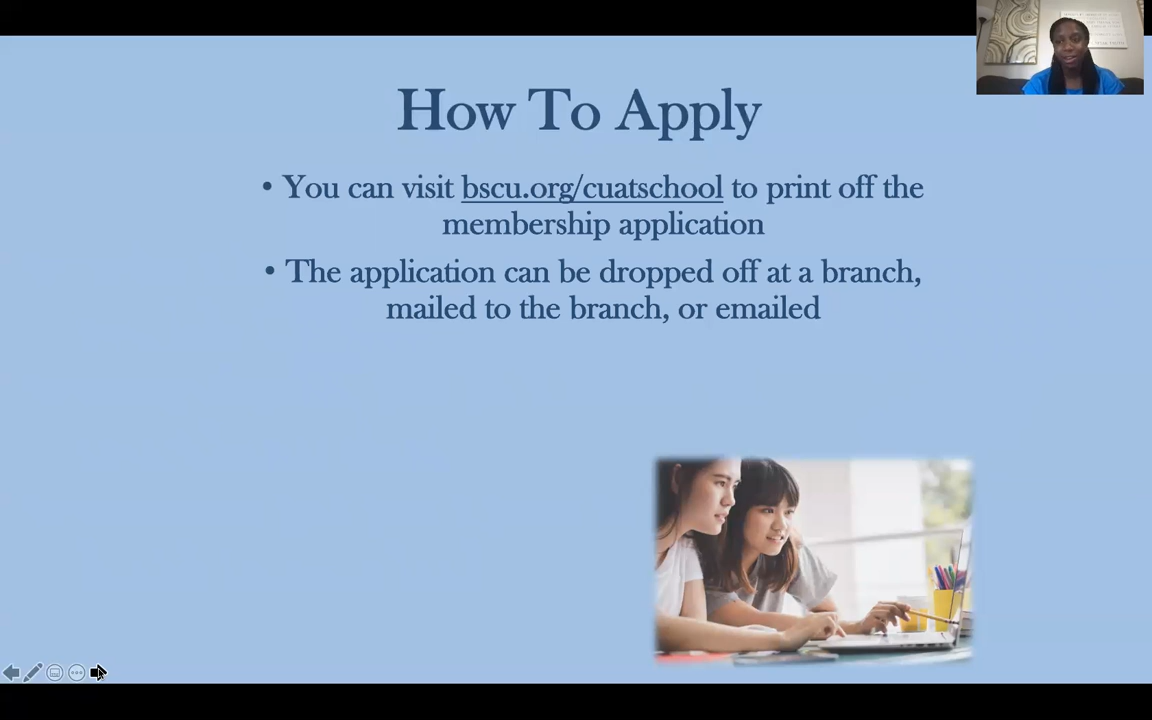 How To Apply
• You can visit bscu.org/cuatschool to print off the
membership application
• The application can be dropped off at a branch,
mailed to the branch, or emailed